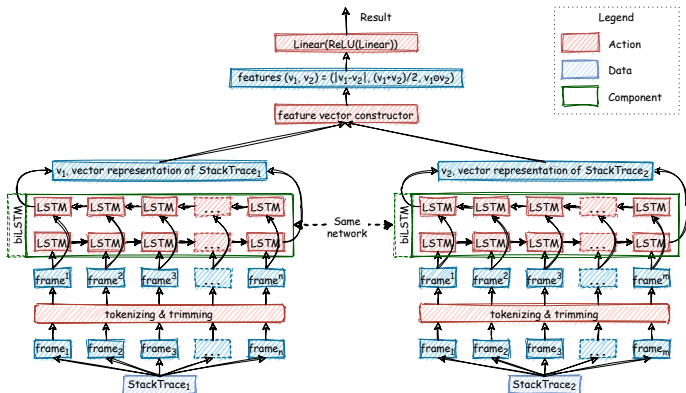 Result
Legend
Linear(ReLU(Linear))
Action
features (v₁, v₂) = (|v₁-v₂|, (v₁+v₂)/2, v₁⊙v₂)
Data
feature vector constructor
Component
v₁, vector representation of StackTrace₁
v₂, vector representation of StackTrace₂
biLSTM
LSTM LSTM LSTM ... LSTM
LSTM LSTM LSTM ... LSTM
Same
network
biLSTM
LSTM LSTM LSTM ... LSTM
LSTM LSTM LSTM ... LSTM
frame¹ frame² frame³ ... frameⁿ
frame¹ frame² frame³ ... frameᵐ
tokenizing & trimming
tokenizing & trimming
frame₁ frame₂ frame₃ ... frameₙ
frame₁ frame₂ frame₃ ... frameₘ
StackTrace₁
StackTrace₂